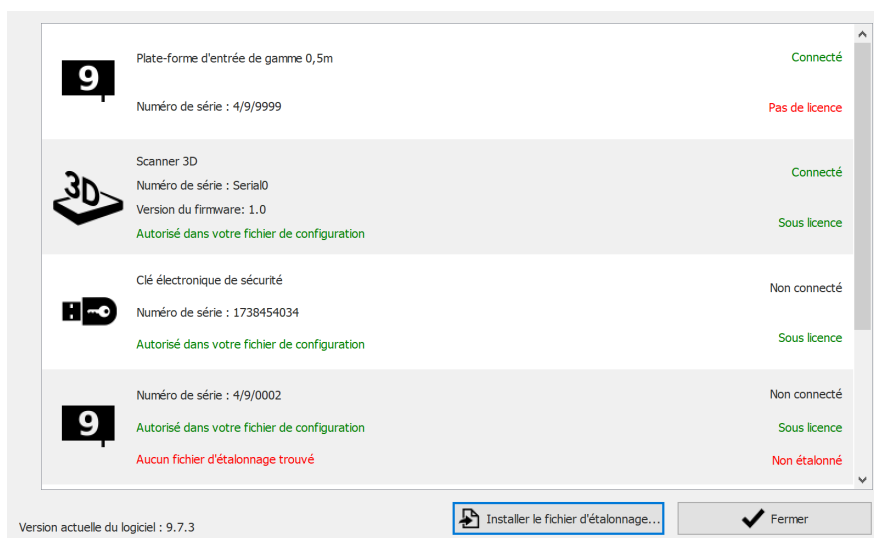 9
Plate-forme d'entrée de gamme 0,5m
Connecté
Numéro de série : 4/9/9999
Pas de licence
3D
Scanner 3D
Connecté
Numéro de série : Serial0
Version du firmware: 1.0
Sous licence
Autorisé dans votre fichier de configuration
Clé électronique de sécurité
Non connecté
Numéro de série : 1738454034
Autorisé dans votre fichier de configuration
Sous licence
9
Numéro de série : 4/9/0002
Non connecté
Autorisé dans votre fichier de configuration
Sous licence
Aucun fichier d'étalonnage trouvé
Non étalonné
Version actuelle du logiciel : 9.7.3
Installer le fichier d'étalonnage...
Fermer